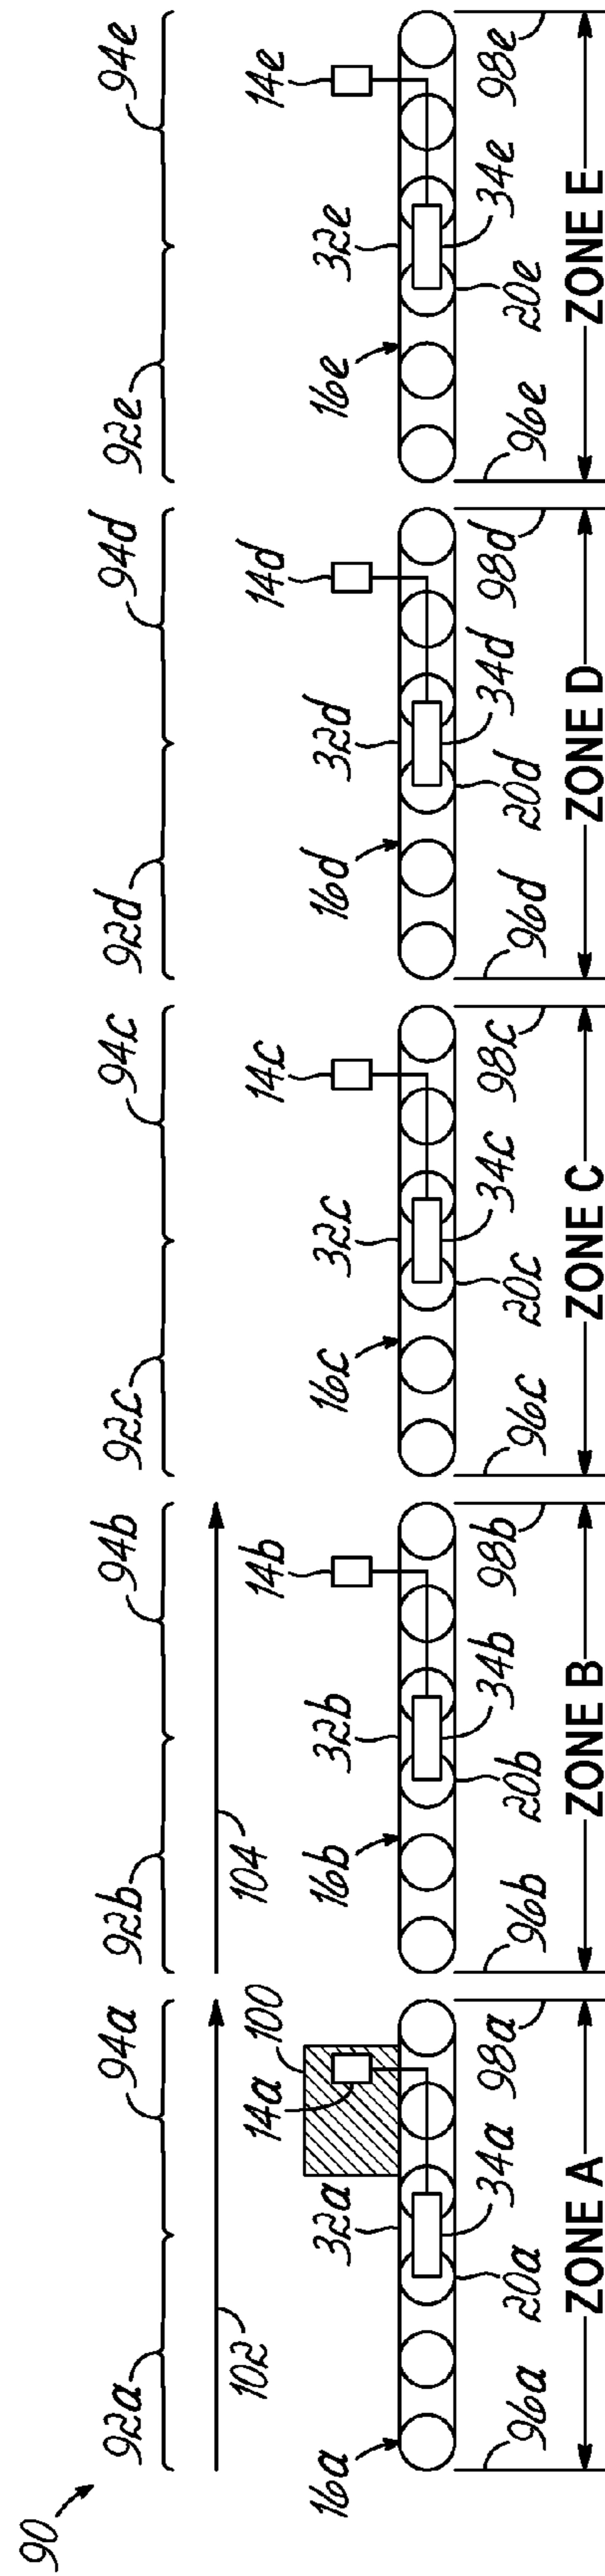 90
92a 94a 92b 94b 92c 94c 92d 94d 92e 94e
102 104
100
16a 32a 14a 16b 32b 14b 16c 32c 14c 16d 32d 14d 16e 32e 14e
96a 20a 34a 98a 96b 20b 34b 98b 96c 20c 34c 98c 96d 20d 34d 98d 96e 20e 34e 98e
ZONE A ZONE B ZONE C ZONE D ZONE E